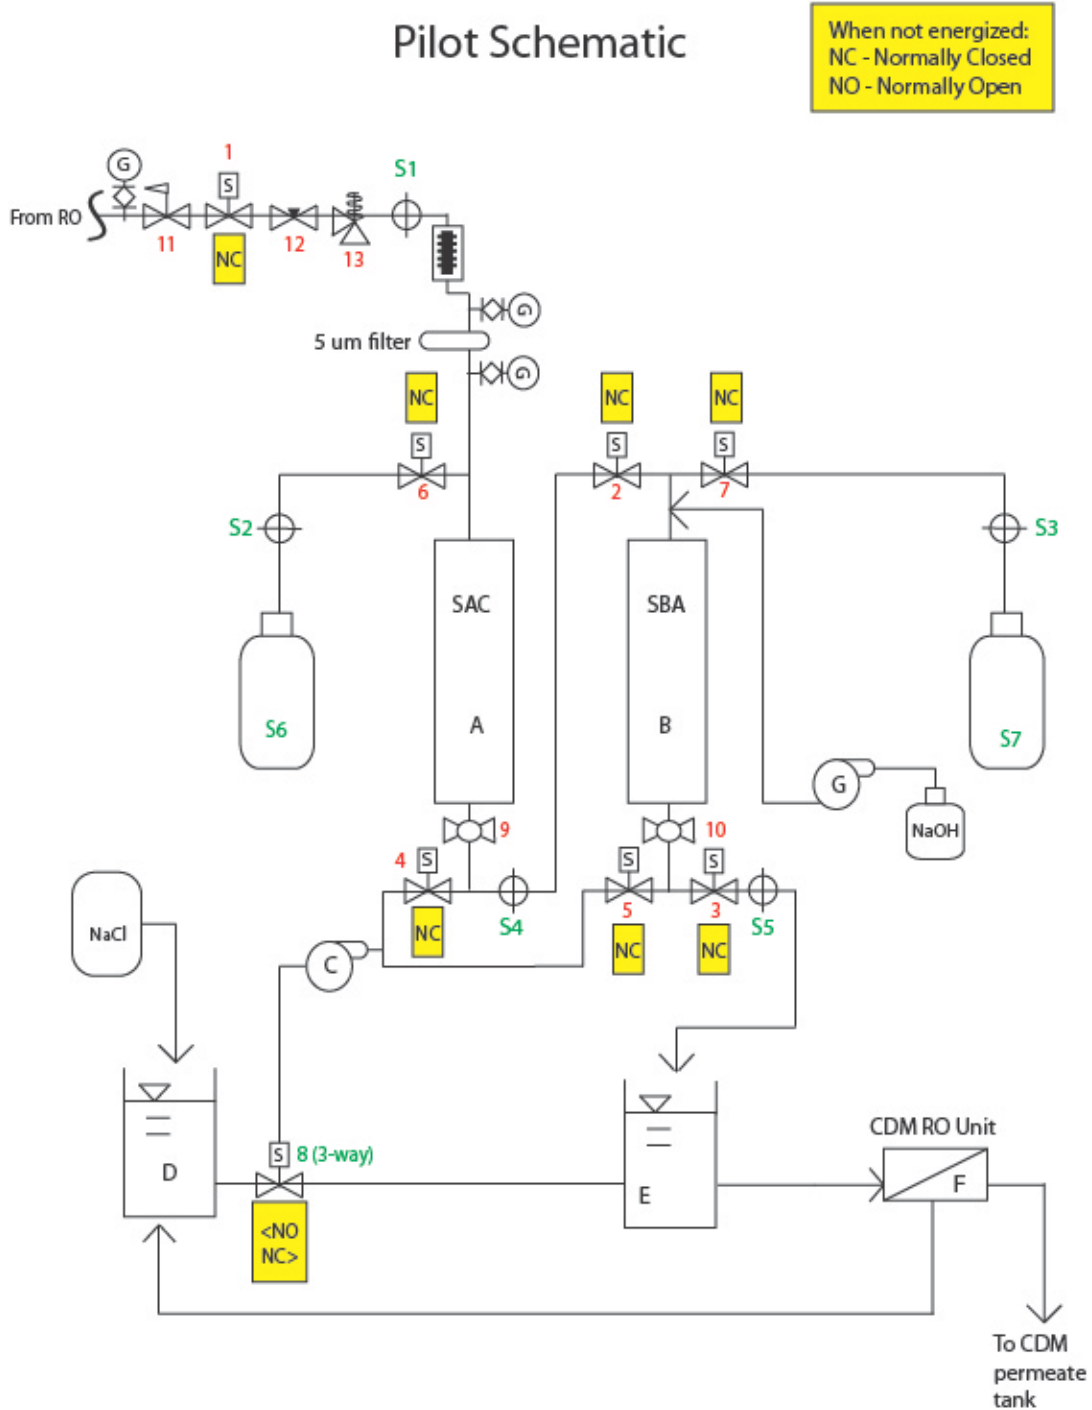 Pilot Schematic
When not energized:
NC - Normally Closed
NO - Normally Open
G
1
S
S1
From RO
11
NC
12
13
G
5 um filter
G
NC
NC
NC
S
S
S
6
2
7
S2
S3
SAC
SBA
S6
A
B
S7
G
NaOH
9
10
4
S
S
S
NaCl
NC
S4
5
3
S5
C
NC
NC
CDM RO Unit
S
8 (3-way)
D
E
F
<NO
NC>
To CDM
permeate
tank